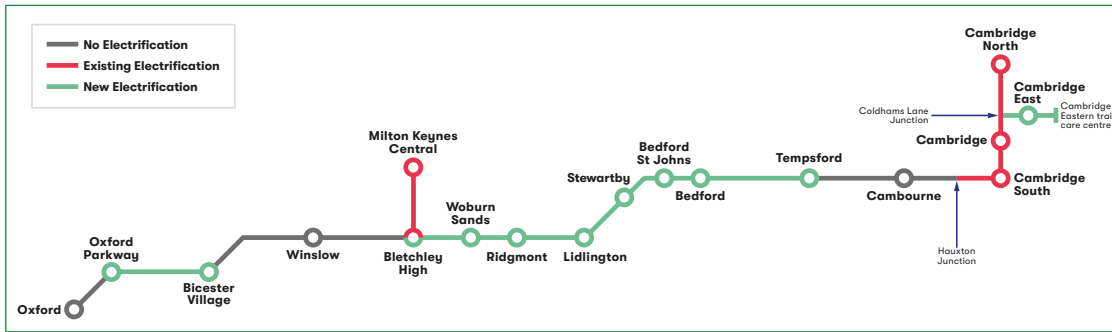 No Electrification
Existing Electrification
New Electrification
Cambridge
North
Coldhams Lane
Junction
Cambridge
East
Cambridge
Eastern trai
care centre
Milton Keynes
Central
Cambridge
Bedford
St Johns
Tempsford
Stewartby
Bedford
Cambourne
Cambridge
South
Woburn
Sands
Oxford
Parkway
Winslow
Bletchley
High
Ridgmont
Lidlington
Hauxton
Junction
Bicester
Village
Oxford